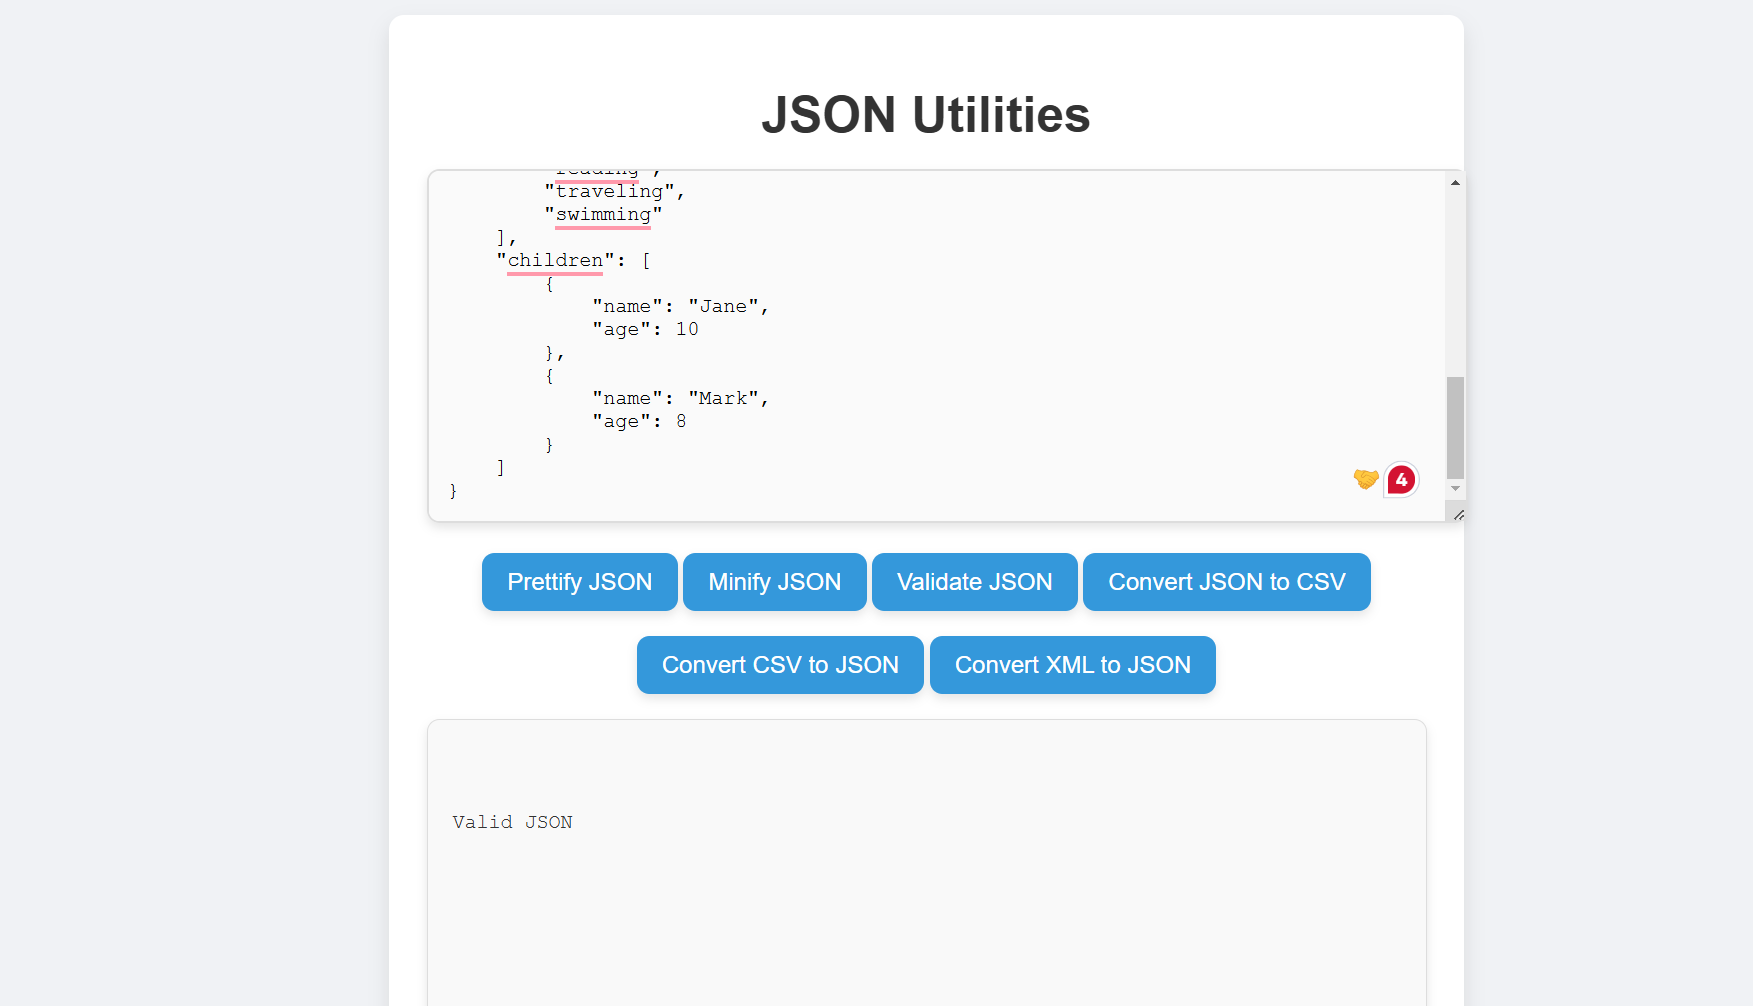 JSON Utilities
"reading",
"traveling",
"swimming"
],
"children": [
{
"name": "Jane",
"age": 10
},
{
"name": "Mark",
"age": 8
}
]
}
4
Prettify JSON Minify JSON Validate JSON Convert JSON to CSV
Convert CSV to JSON Convert XML to JSON
Valid JSON